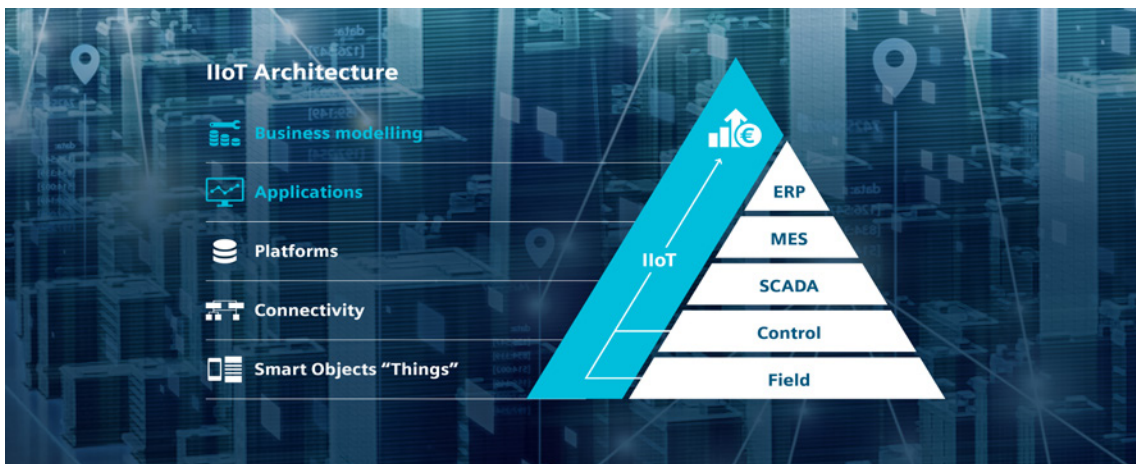 IIoT Architecture
Business modelling
Applications
Platforms
Connectivity
Smart Objects “Things”
€
IIoT
ERP
MES
SCADA
Control
Field